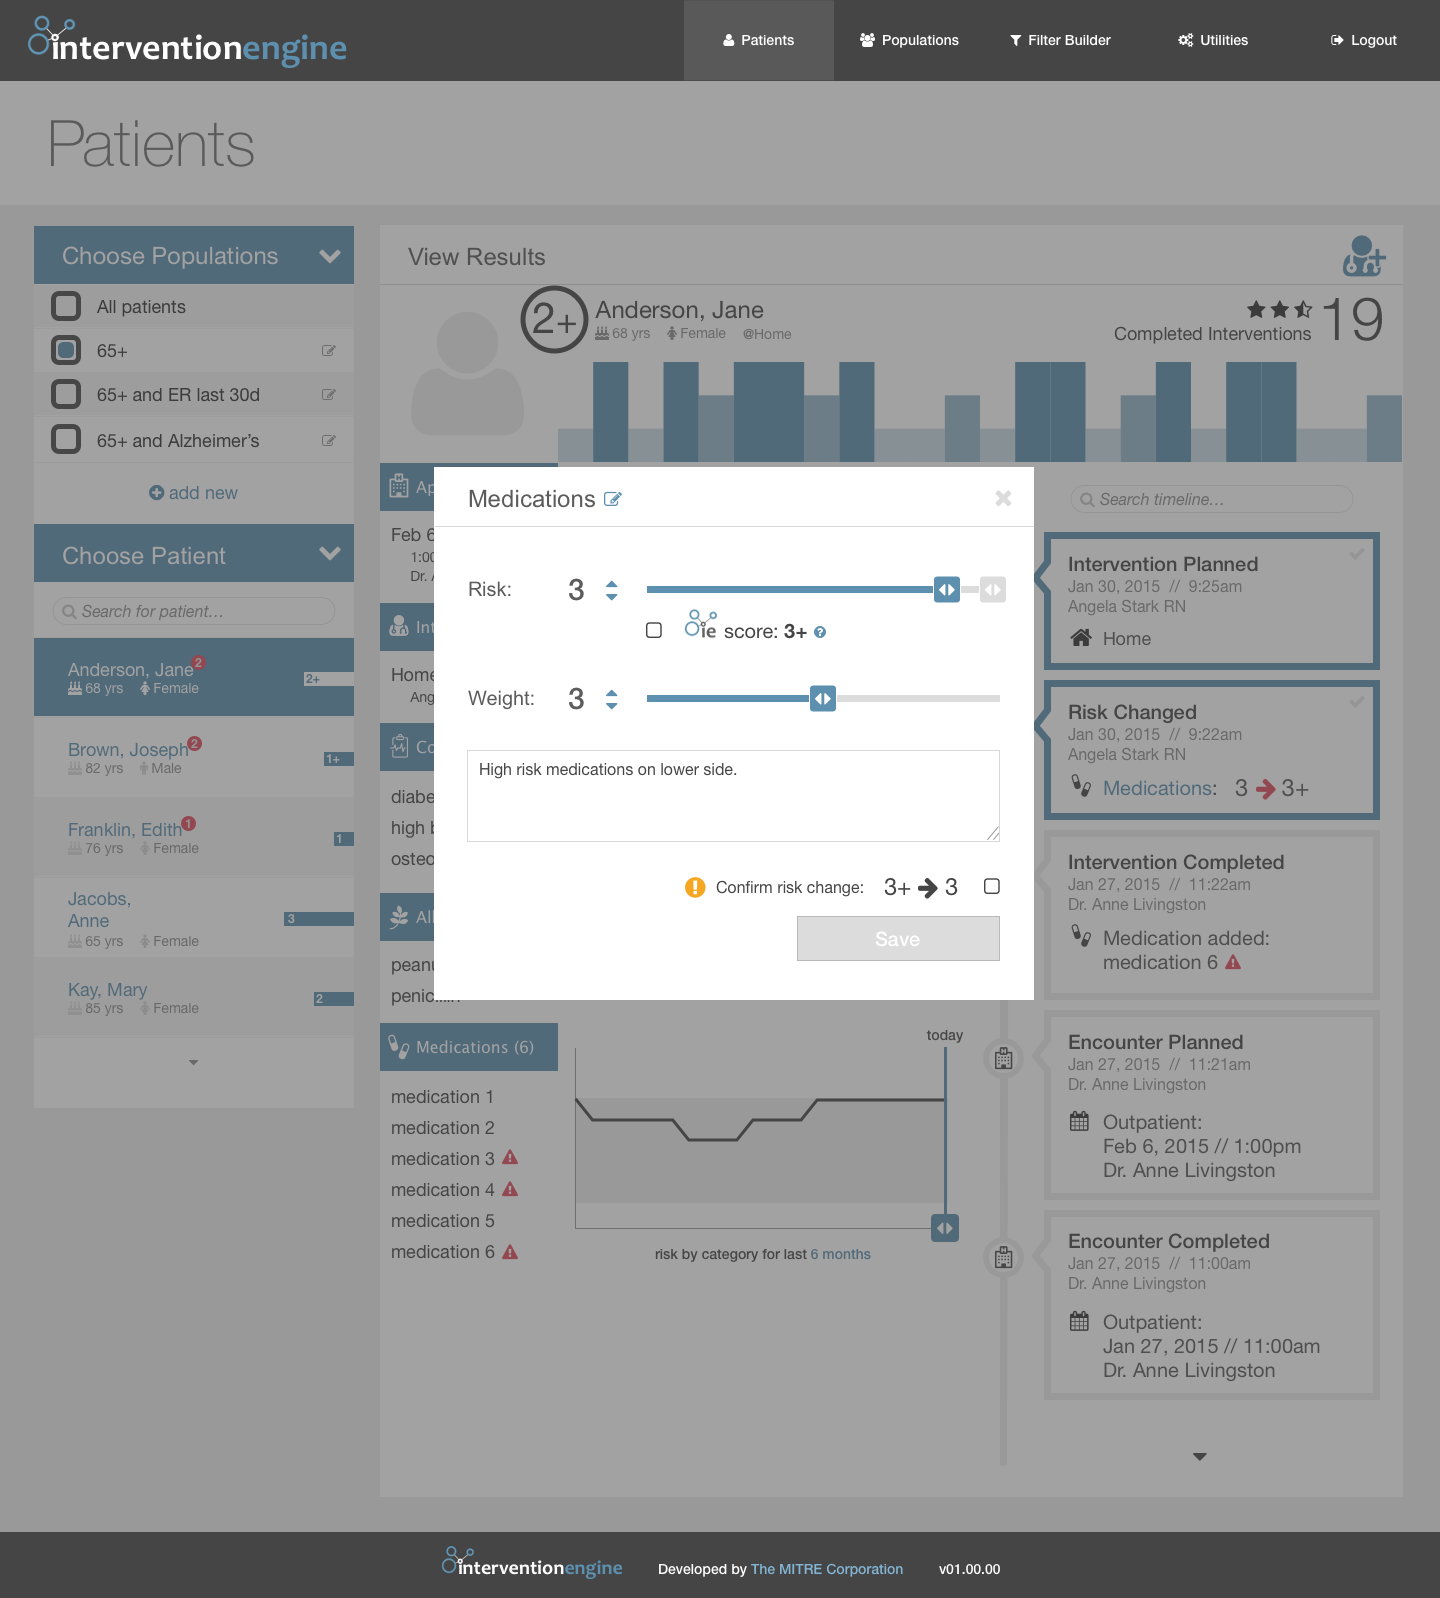 interventionengine
Patients
Populations
Filter Builder
Utilities
Logout
Patients
Choose Populations
All patients
65+
65+ and ER last 30d
65+ and Alzheimer's
add new
Choose Patient
Search for patient...
Anderson, Jane 2
68 yrs Female
2+
Brown, Joseph 2
82 yrs Male
1+
Franklin, Edith 1
76 yrs Female
1
Jacobs,
Anne
65 yrs Female
3
Kay, Mary
85 yrs Female
2
View Results
2+
Anderson, Jane
68 yrs Female @Home
Completed Interventions 19
Feb 6
Dr.
Home
Ang
diabe
high b
osteo
peanu
Medications
Risk: 3
ie score: 3+ ?
Weight: 3
High risk medications on lower side.
Confirm risk change: 3+ 3
Save
Medications (6)
medication 1
medication 2
medication 3
medication 4
medication 5
medication 6
today
risk by category for last 6 months
Search timeline...
Intervention Planned
Jan 30, 2015 // 9:25am
Angela Stark RN
Home
Risk Changed
Jan 30, 2015 // 9:22am
Angela Stark RN
Medications: 3 3+
Intervention Completed
Jan 27, 2015 // 11:22am
Dr. Anne Livingston
Medication added:
medication 6
Encounter Planned
Jan 27, 2015 // 11:21am
Dr. Anne Livingston
Outpatient:
Feb 6, 2015 // 1:00pm
Dr. Anne Livingston
Encounter Completed
Jan 27, 2015 // 11:00am
Dr. Anne Livingston
Outpatient:
Jan 27, 2015 // 11:00am
Dr. Anne Livingston
interventionengine
Developed by The MITRE Corporation
v01.00.00